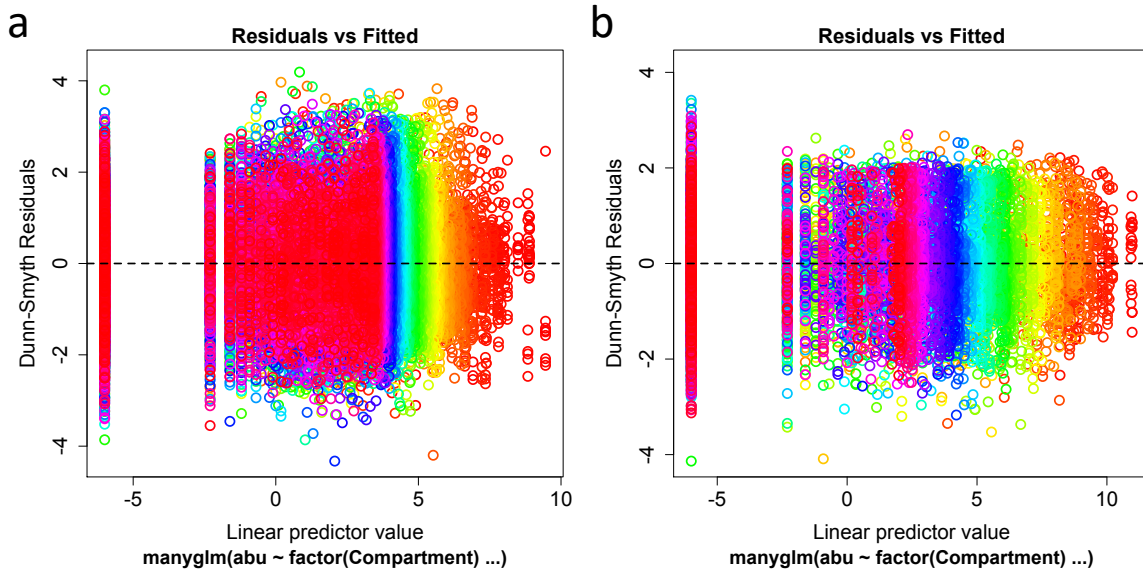 a
Residuals vs Fitted
Dunn-Smyth Residuals
4
2
0
-2
-4
-5
0
5
10
Linear predictor value
manyglm(abu ~ factor(Compartment) ...)
b
Residuals vs Fitted
Dunn-Smyth Residuals
4
2
0
-2
-4
-5
0
5
10
Linear predictor value
manyglm(abu ~ factor(Compartment) ...)